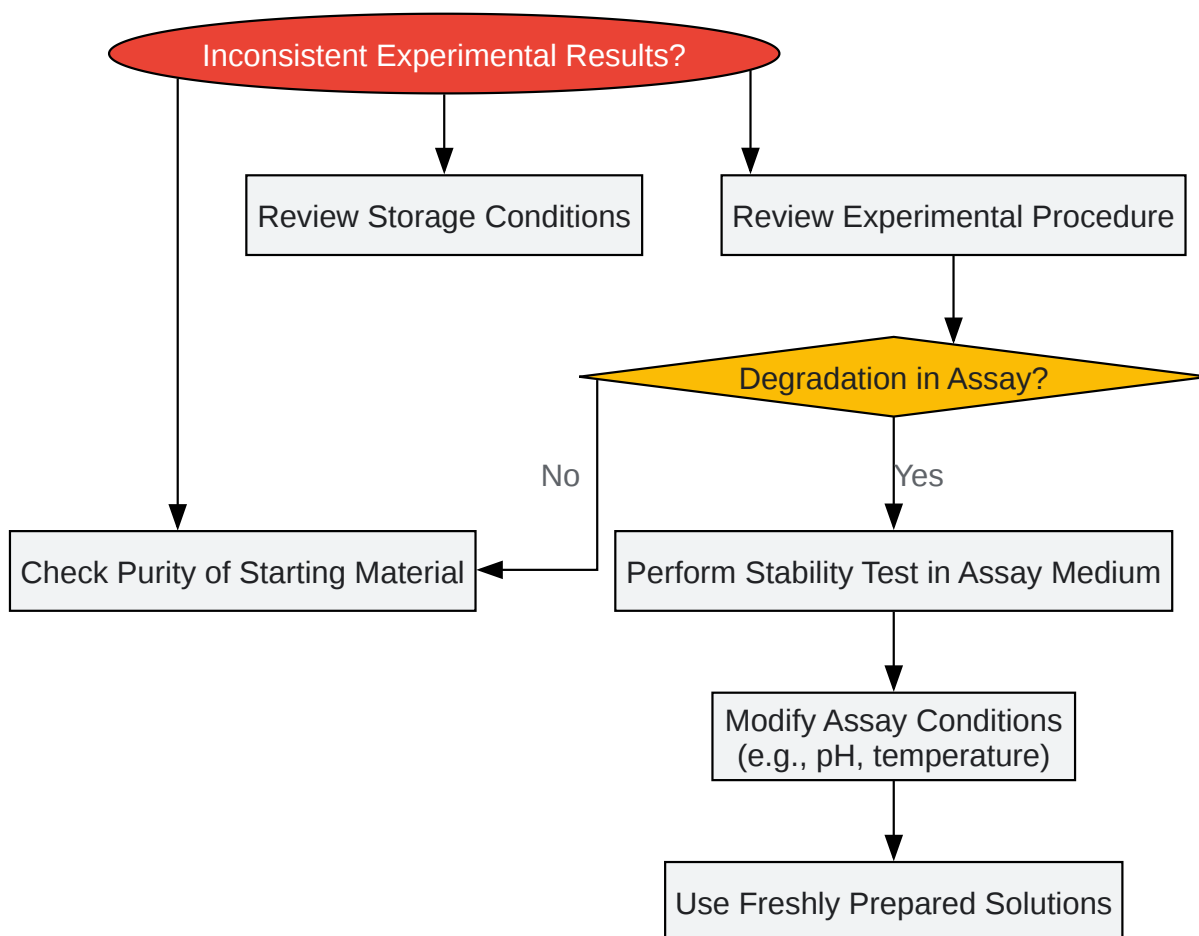 Inconsistent Experimental Results?
Review Storage Conditions
Review Experimental Procedure
Degradation in Assay?
No
Yes
Check Purity of Starting Material
Perform Stability Test in Assay Medium
Modify Assay Conditions
(e.g., pH, temperature)
Use Freshly Prepared Solutions